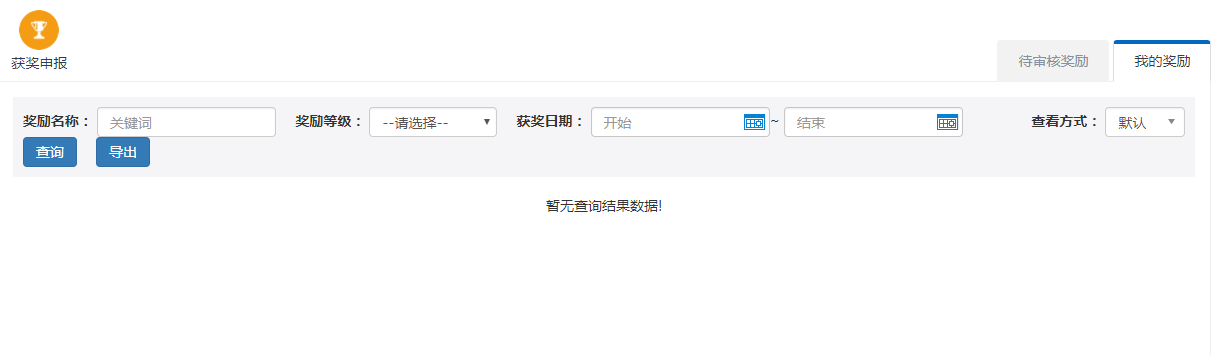 获奖申报
待审核奖励 我的奖励
奖励名称： 关键词 奖励等级： --请选择-- 获奖日期： 开始 ~ 结束 查看方式： 默认
查询 导出
暂无查询结果数据!